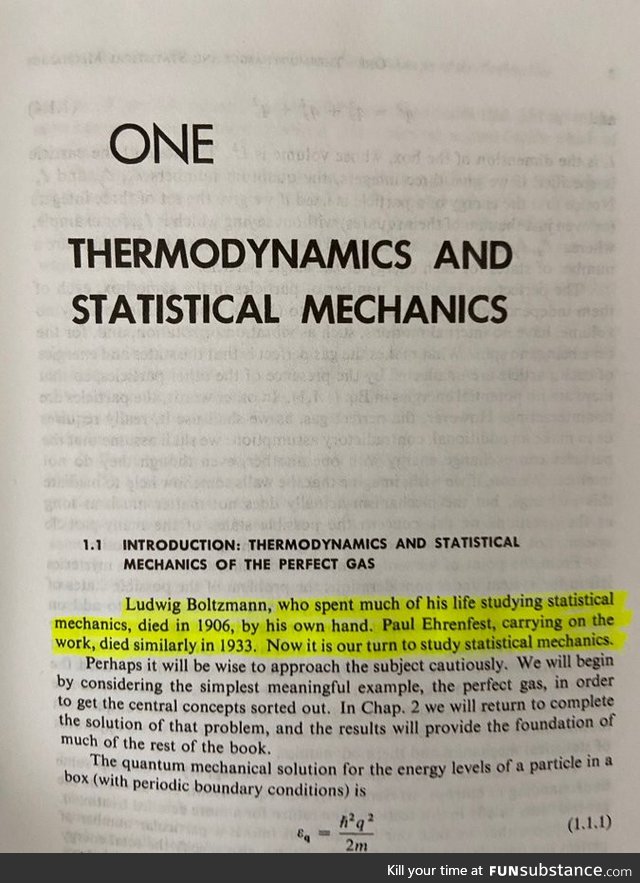 ONE
THERMODYNAMICS AND
STATISTICAL MECHANICS
1.1 INTRODUCTION: THERMODYNAMICS AND STATISTICAL
MECHANICS OF THE PERFECT GAS
Ludwig Boltzmann, who spent much of his life studying statistical
mechanics, died in 1906, by his own hand. Paul Ehrenfest, carrying on the
work, died similarly in 1933. Now it is our turn to study statistical mechanics.
Perhaps it will be wise to approach the subject cautiously. We will begin
by considering the simplest meaningful example, the perfect gas, in order
to get the central concepts sorted out. In Chap. 2 we will return to complete
the solution of that problem, and the results will provide the foundation of
much of the rest of the book.
The quantum mechanical solution for the energy levels of a particle in a
box (with periodic boundary conditions) is
ε_q = ħ²q²/2m (1.1.1)
Kill your time at FUNsubstance.com